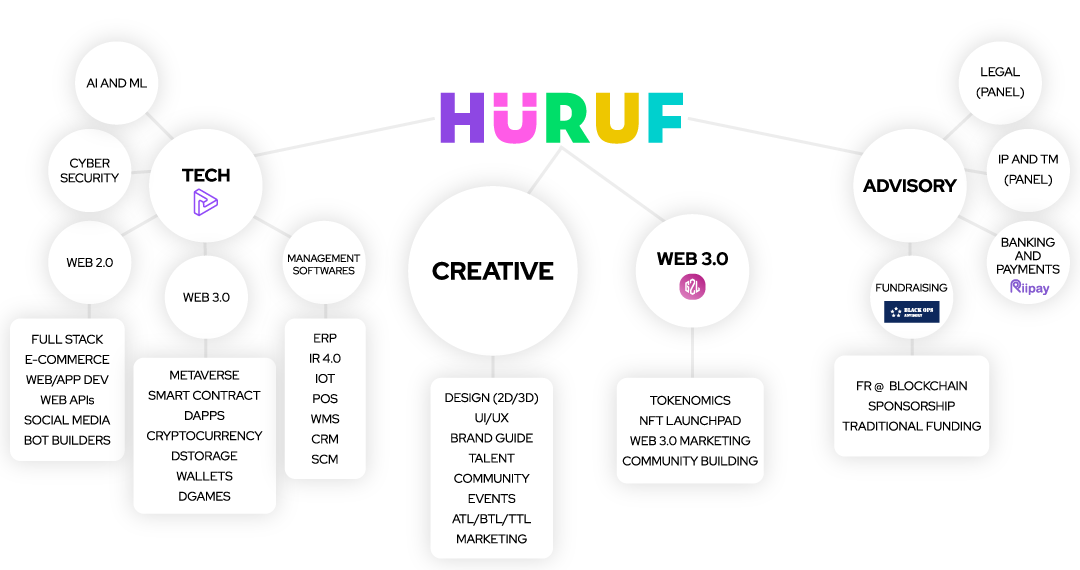 HÜRUF
AI AND ML
CYBER
SECURITY
TECH
WEB 2.0
WEB 3.0
MANAGEMENT
SOFTWARES
FULL STACK
E-COMMERCE
WEB/APP DEV
WEB APIs
SOCIAL MEDIA
BOT BUILDERS
METAVERSE
SMART CONTRACT
DAPPS
CRYPTOCURRENCY
DSTORAGE
WALLETS
DGAMES
ERP
IR 4.0
IOT
POS
WMS
CRM
SCM
CREATIVE
DESIGN (2D/3D)
UI/UX
BRAND GUIDE
TALENT
COMMUNITY
EVENTS
ATL/BTL/TTL
MARKETING
WEB 3.0
TOKENOMICS
NFT LAUNCHPAD
WEB 3.0 MARKETING
COMMUNITY BUILDING
ADVISORY
LEGAL
(PANEL)
IP AND TM
(PANEL)
BANKING
AND
PAYMENTS
Riipay
FUNDRAISING
BLACK OPS
FR @ BLOCKCHAIN
SPONSORSHIP
TRADITIONAL FUNDING